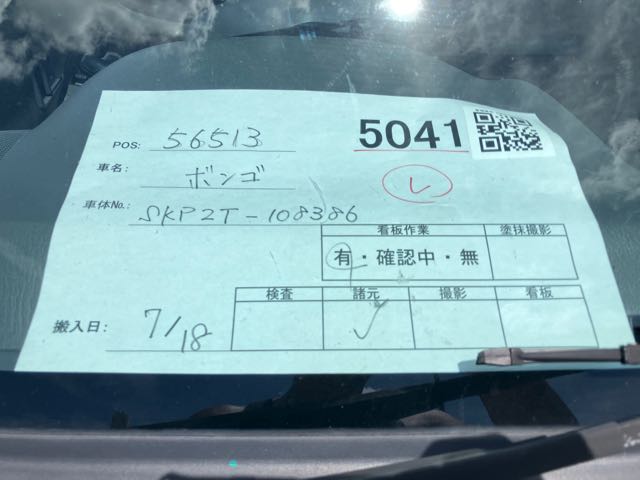 POS: 56513 5041
車名: ボンゴ レ
車体No.: SKP2T-108386
看板作業 塗抹撮影
有・確認中・無
検査 諸元 撮影 看板
搬入日: 7/18